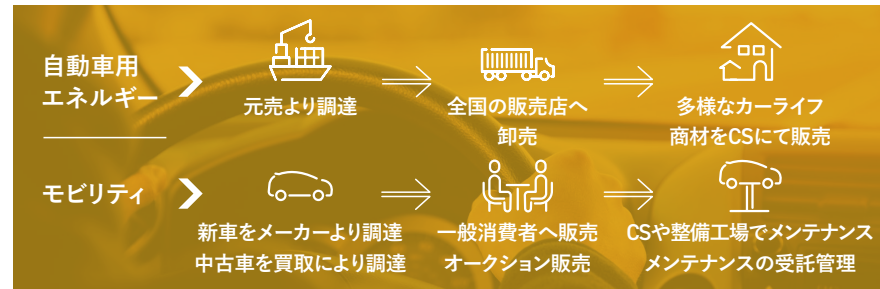 自動車用
エネルギー
元売より調達
全国の販売店へ
卸売
多様なカーライフ
商材をCSにて販売
モビリティ
新車をメーカーより調達
中古車を買取により調達
一般消費者へ販売
オークション販売
CSや整備工場でメンテナンス
メンテナンスの受託管理